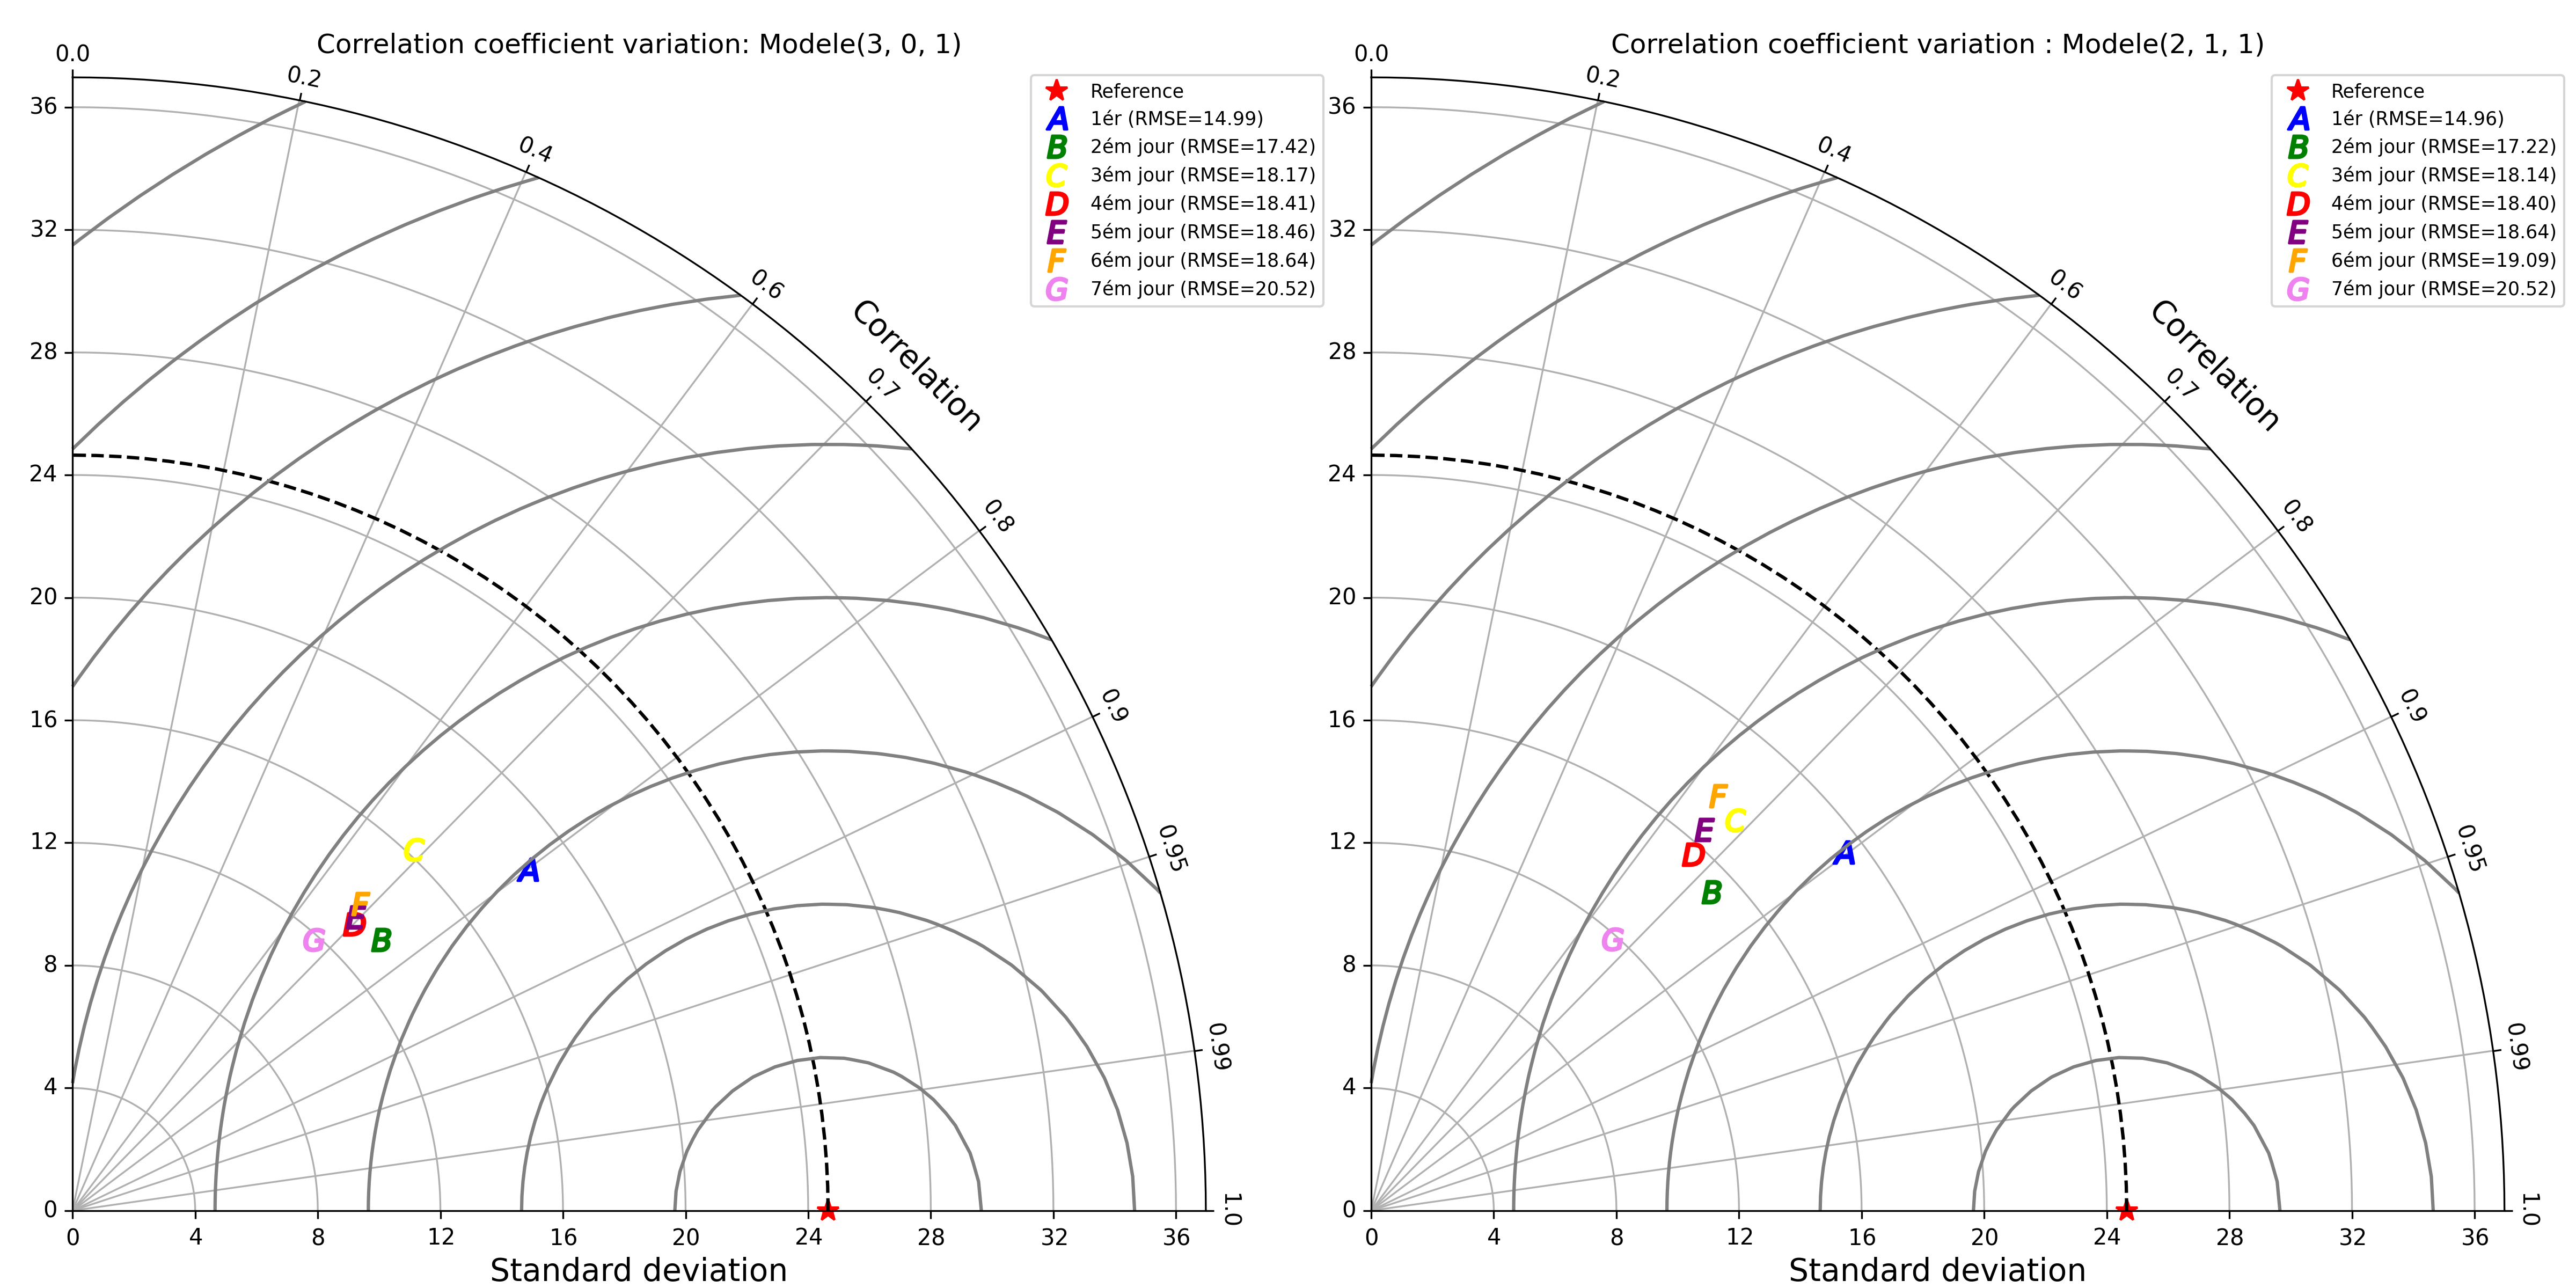 Correlation coefficient variation: Modele(3, 0, 1)
0.0
0.2
0.4
0.6
0.7
0.8
0.9
0.95
0.99
1.0
Correlation
36
32
28
24
20
16
12
8
4
0
C
A
F
E
D
B
G
0 4 8 12 16 20 24 28 32 36
Standard deviation
Reference
A 1ér (RMSE=14.99)
B 2ém jour (RMSE=17.42)
C 3ém jour (RMSE=18.17)
D 4ém jour (RMSE=18.41)
E 5ém jour (RMSE=18.46)
F 6ém jour (RMSE=18.64)
G 7ém jour (RMSE=20.52)
Correlation coefficient variation : Modele(2, 1, 1)
0.0
0.2
0.4
0.6
0.7
0.8
0.9
0.95
0.99
1.0
Correlation
36
32
28
24
20
16
12
8
4
0
F
C
E
D
A
B
G
0 4 8 12 16 20 24 28 32 36
Standard deviation
Reference
A 1ér (RMSE=14.96)
B 2ém jour (RMSE=17.22)
C 3ém jour (RMSE=18.14)
D 4ém jour (RMSE=18.40)
E 5ém jour (RMSE=18.64)
F 6ém jour (RMSE=19.09)
G 7ém jour (RMSE=20.52)